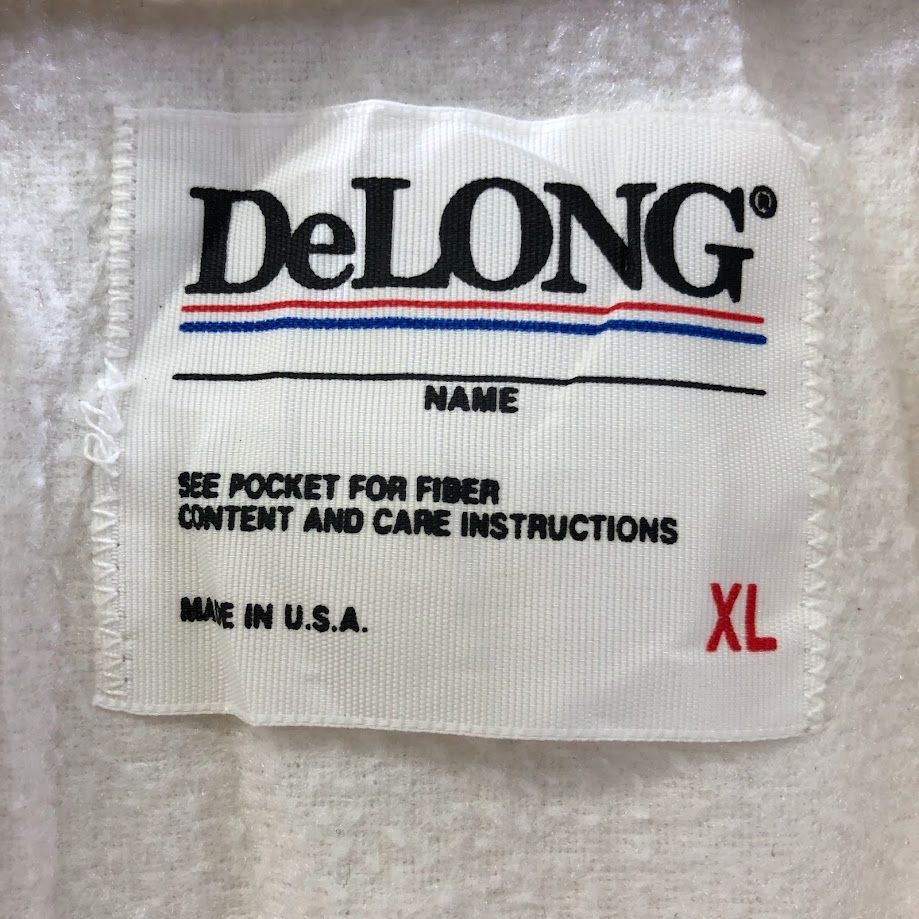 DeLONG®
NAME
SEE POCKET FOR FIBER
CONTENT AND CARE INSTRUCTIONS
MADE IN U.S.A.
XL